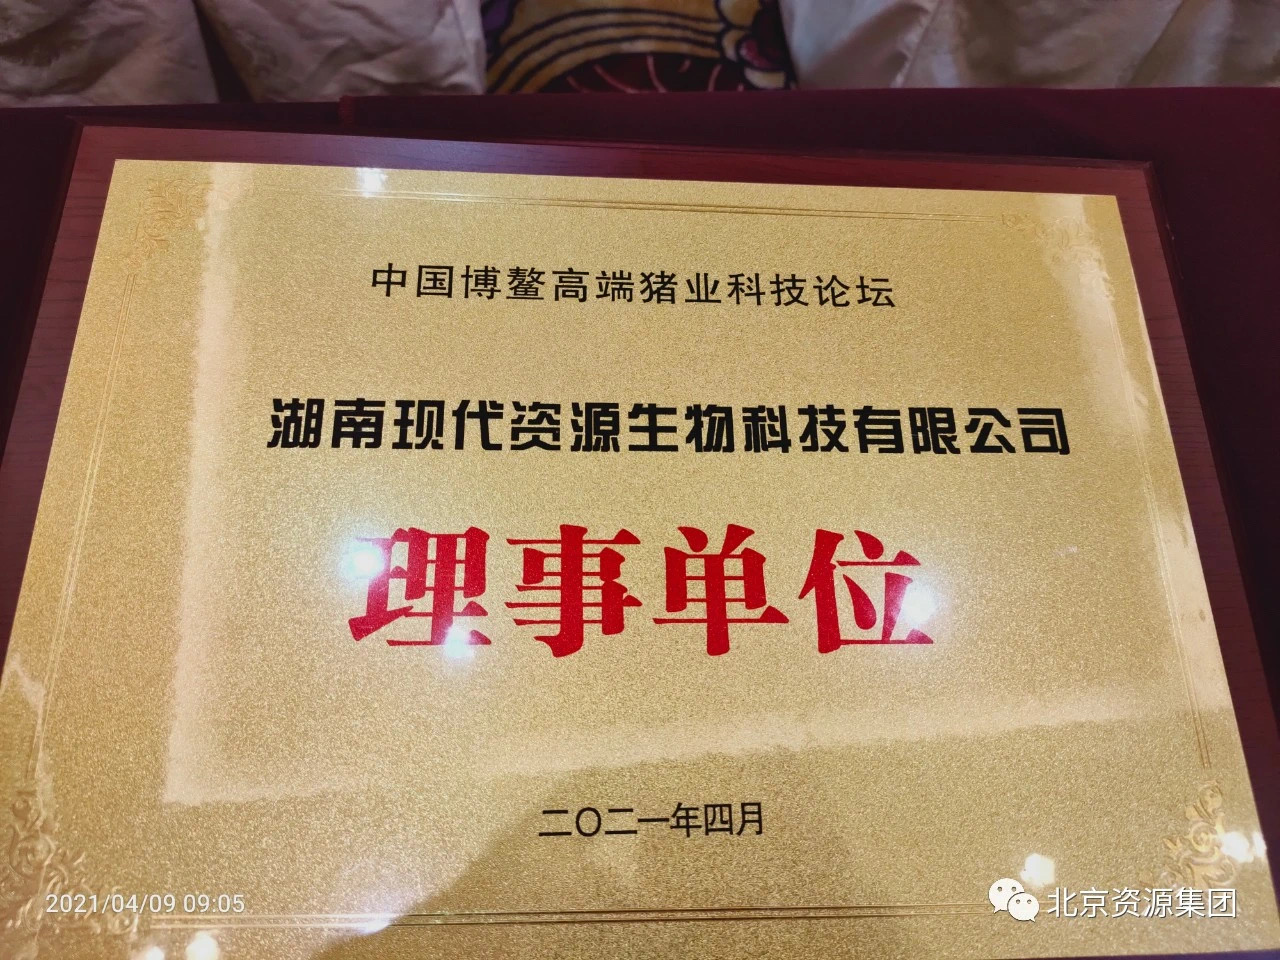 中国博鳌高端猪业科技论坛
湖南现代资源生物科技有限公司
理事单位
二〇二一年四月
2021/04/09 09:05
北京资源集团